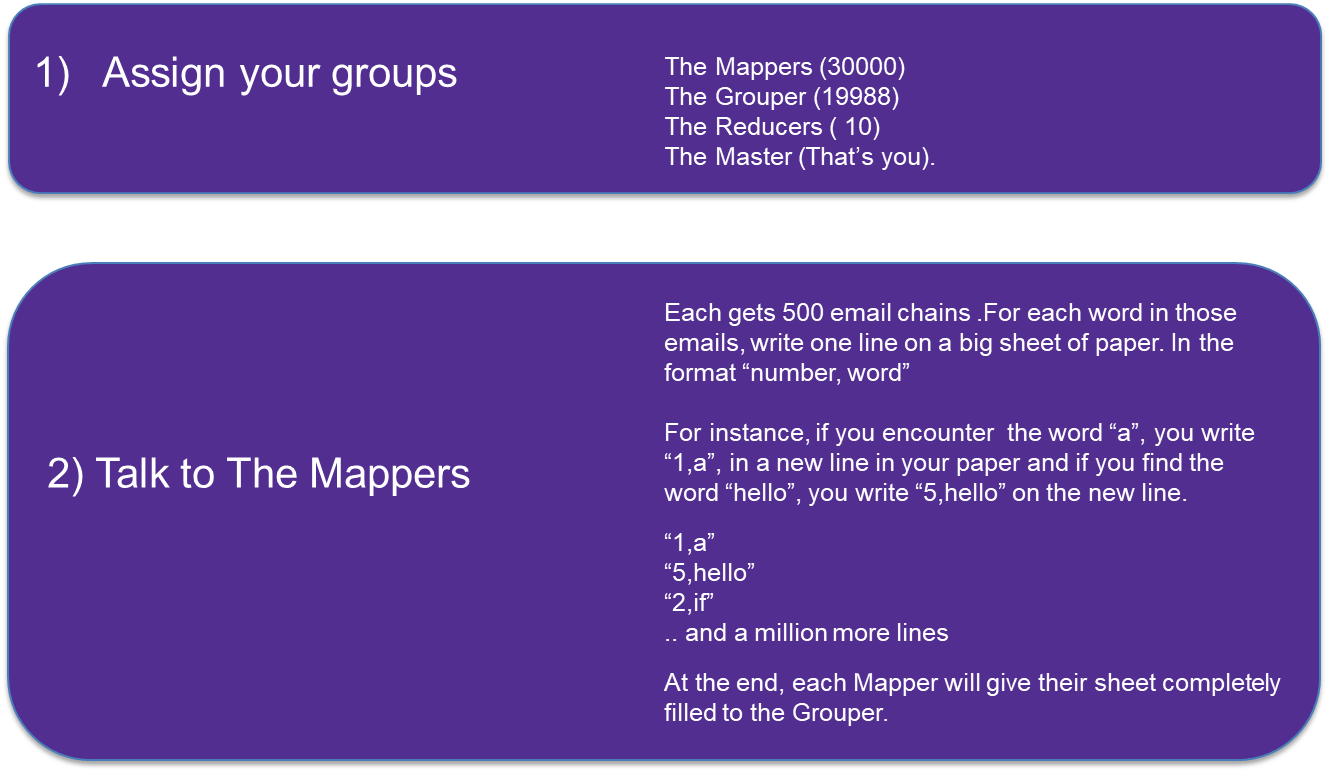 1) Assign your groups
The Mappers (30000)
The Grouper (19988)
The Reducers ( 10)
The Master (That’s you).
2) Talk to The Mappers
Each gets 500 email chains .For each word in those
emails, write one line on a big sheet of paper. In the
format “number, word”
For instance, if you encounter the word “a”, you write
“1,a”, in a new line in your paper and if you find the
word “hello”, you write “5,hello” on the new line.
“1,a”
“5,hello”
“2,if”
.. and a million more lines
At the end, each Mapper will give their sheet completely
filled to the Grouper.